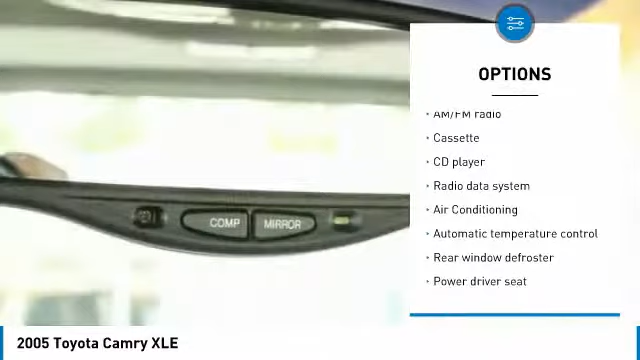 OPTIONS
• AM/FM radio
• Cassette
• CD player
• Radio data system
• Air Conditioning
• Automatic temperature control
• Rear window defroster
• Power driver seat
COMP MIRROR
2005 Toyota Camry XLE